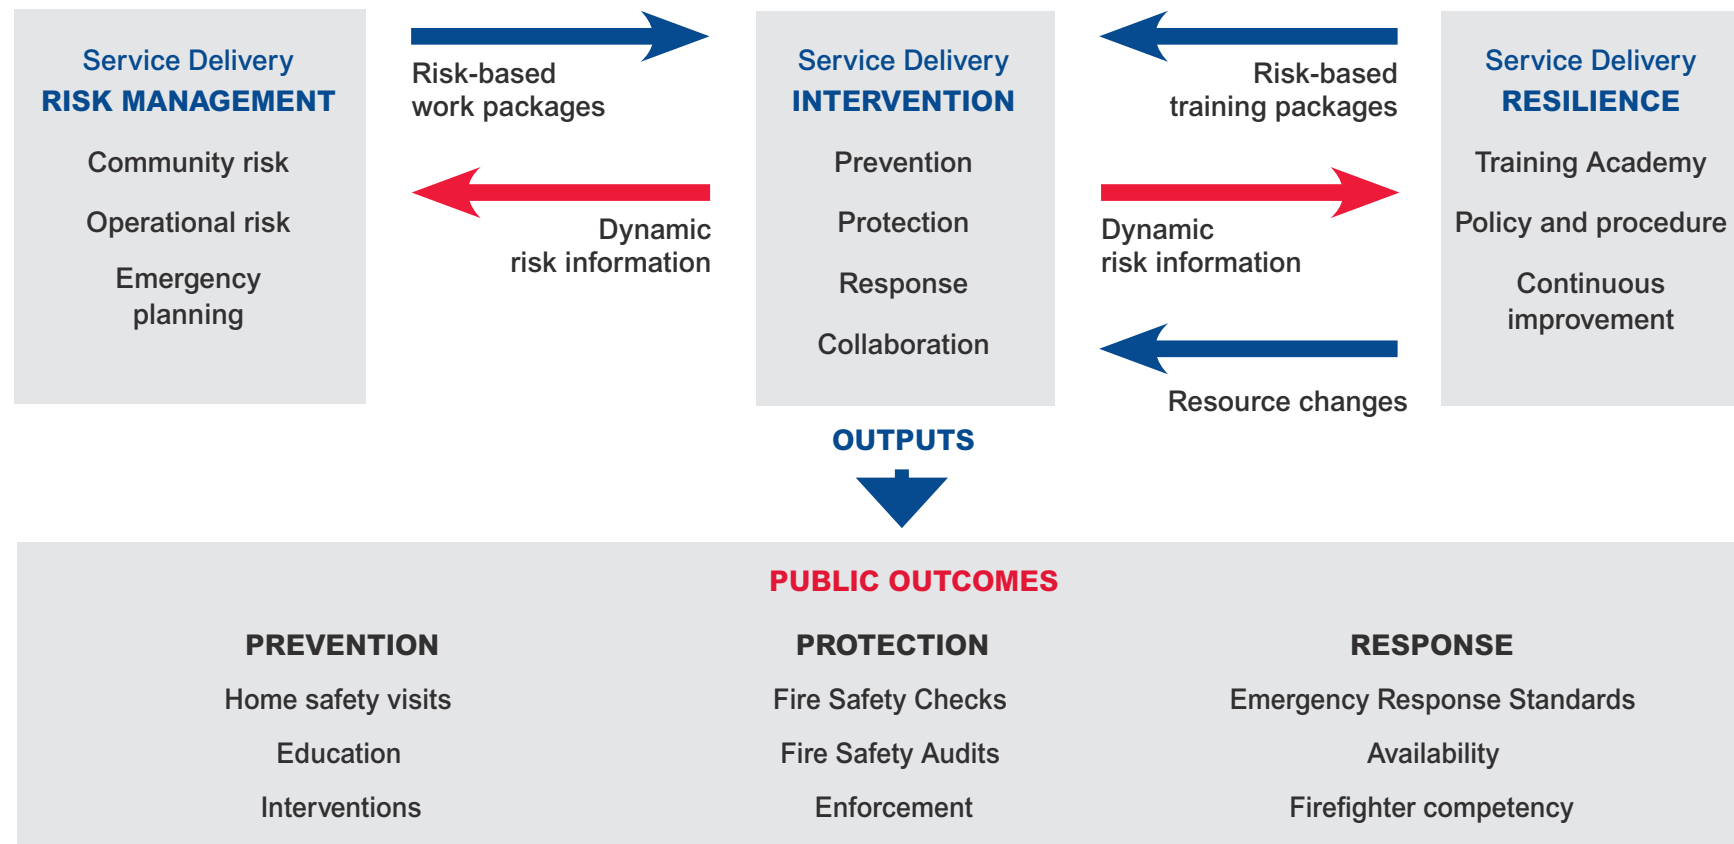 Service Delivery
RISK MANAGEMENT
Community risk
Operational risk
Emergency
planning
Risk-based
work packages
Dynamic
risk information
Service Delivery
INTERVENTION
Prevention
Protection
Response
Collaboration
Risk-based
training packages
Dynamic
risk information
Resource changes
Service Delivery
RESILIENCE
Training Academy
Policy and procedure
Continuous
improvement
OUTPUTS
PUBLIC OUTCOMES
PREVENTION
Home safety visits
Education
Interventions
PROTECTION
Fire Safety Checks
Fire Safety Audits
Enforcement
RESPONSE
Emergency Response Standards
Availability
Firefighter competency